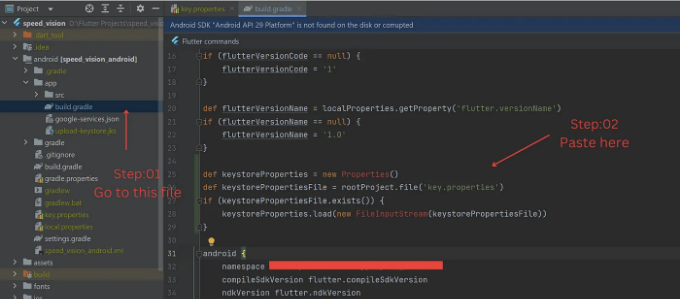 Project
key.properties
build.gradle
speed_vision D:\Flutter Projects\speed_vision
Android SDK "Android API 29 Platform" is not found on the disk or corrupted
.dart_tool
.idea
Flutter commands
android [speed_vision_android]
.gradle
app
src
build.gradle
google-services.json
upload-keystore.jks
gradle
.gitignore
build.gradle
gradle.properties
gradlew
gradlew.bat
key.properties
local.properties
settings.gradle
speed_vision_android.iml
assets
build
fonts
ios
Step:01
Go to this file
16 if (flutterVersionCode == null) {
17 flutterVersionCode = '1'
18 }
19
20 def flutterVersionName = localProperties.getProperty('flutter.versionName')
21 if (flutterVersionName == null) {
22 flutterVersionName = '1.0'
23 }
24
25 def keystoreProperties = new Properties()
26 def keystorePropertiesFile = rootProject.file('key.properties')
27 if (keystorePropertiesFile.exists()) {
28 keystoreProperties.load(new FileInputStream(keystorePropertiesFile))
29 }
30
31 android {
32 namespace
33 compileSdkVersion flutter.compileSdkVersion
34 ndkVersion flutter.ndkVersion
Step:02
Paste here